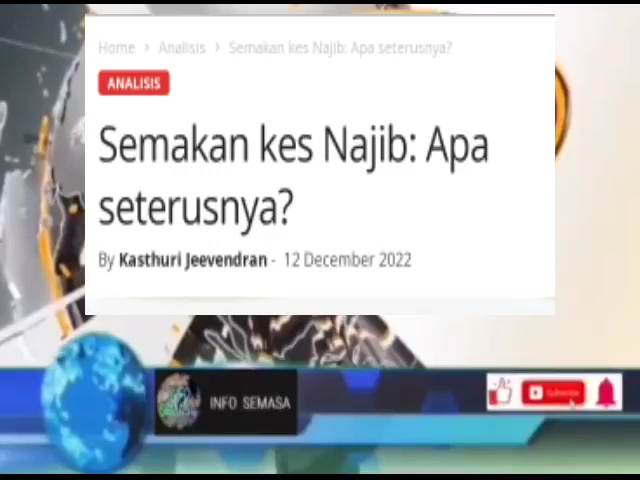 Home > Analisis > Semakan kes Najib: Apa seterusnya?
ANALISIS
Semakan kes Najib: Apa
seterusnya?
By Kasthuri Jeevendran - 12 December 2022
INFO SEMASA
Subscribe